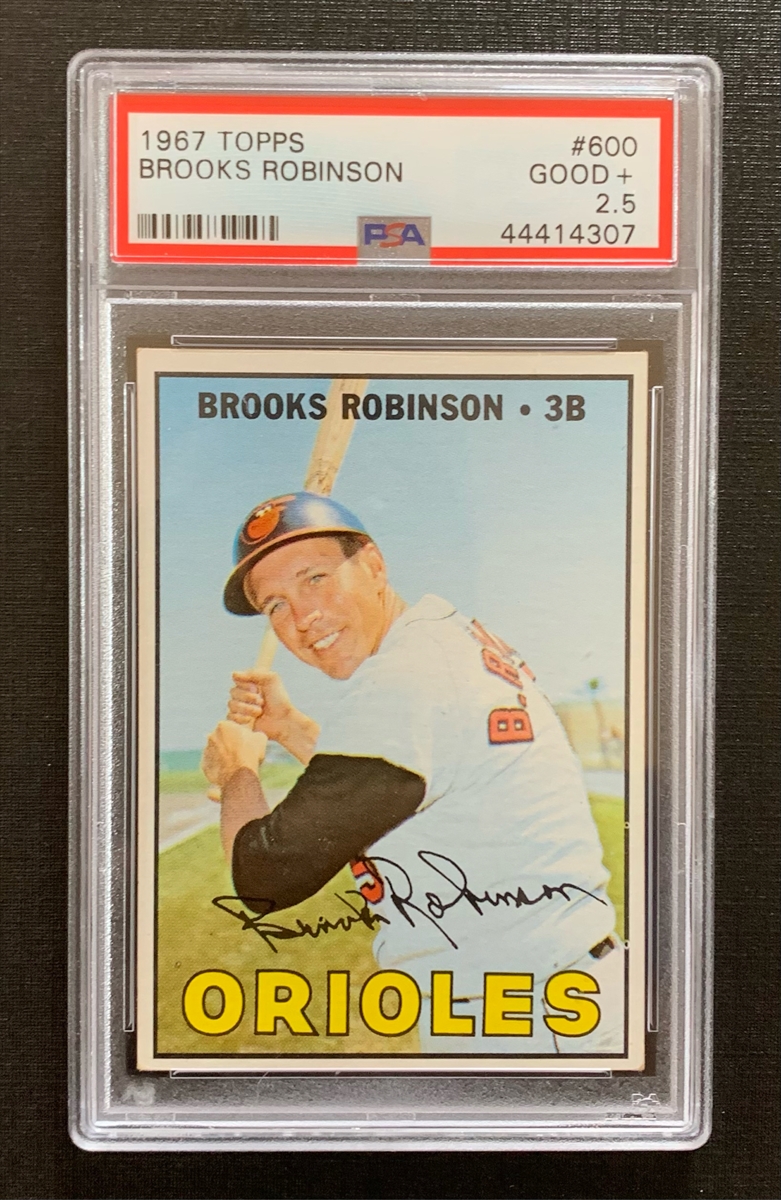 1967 TOPPS #600
BROOKS ROBINSON GOOD +
2.5
PSA 44414307
BROOKS ROBINSON • 3B
B. R
Brooks Robinson
ORIOLES